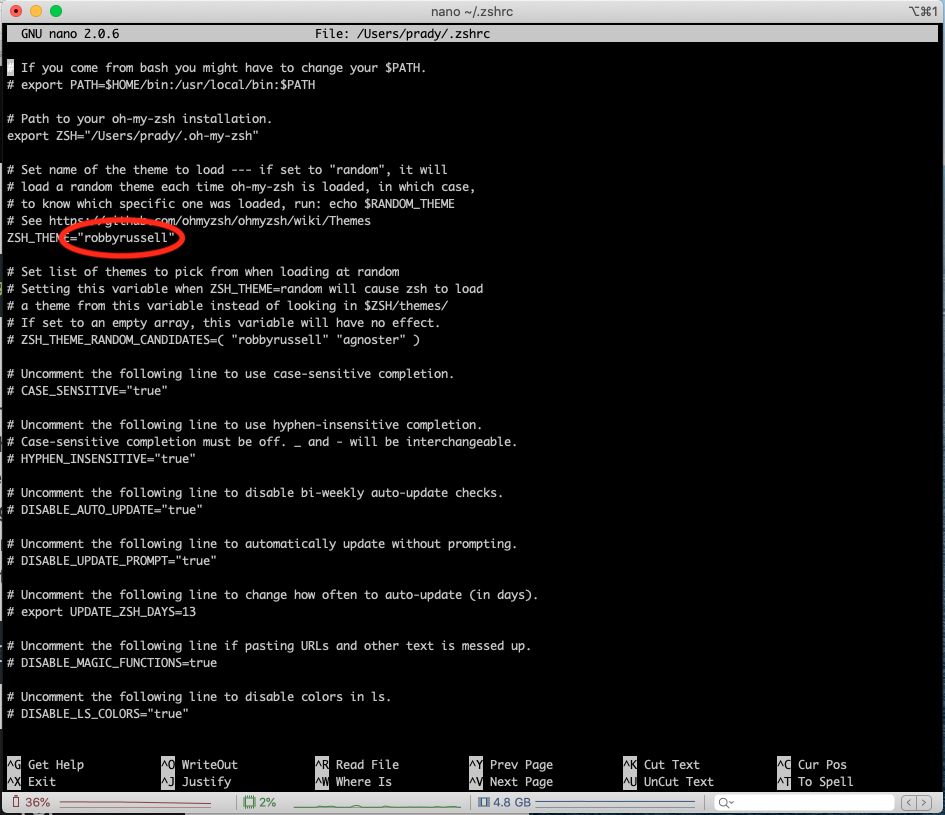 nano ~/.zshrc
⌥⌘1
GNU nano 2.0.6 File: /Users/prady/.zshrc
# If you come from bash you might have to change your $PATH.
# export PATH=$HOME/bin:/usr/local/bin:$PATH
# Path to your oh-my-zsh installation.
export ZSH="/Users/prady/.oh-my-zsh"
# Set name of the theme to load --- if set to "random", it will
# load a random theme each time oh-my-zsh is loaded, in which case,
# to know which specific one was loaded, run: echo $RANDOM_THEME
# See https://github.com/ohmyzsh/ohmyzsh/wiki/Themes
ZSH_THEME="robbyrussell"
# Set list of themes to pick from when loading at random
# Setting this variable when ZSH_THEME=random will cause zsh to load
# a theme from this variable instead of looking in $ZSH/themes/
# If set to an empty array, this variable will have no effect.
# ZSH_THEME_RANDOM_CANDIDATES=( "robbyrussell" "agnoster" )
# Uncomment the following line to use case-sensitive completion.
# CASE_SENSITIVE="true"
# Uncomment the following line to use hyphen-insensitive completion.
# Case-sensitive completion must be off. _ and - will be interchangeable.
# HYPHEN_INSENSITIVE="true"
# Uncomment the following line to disable bi-weekly auto-update checks.
# DISABLE_AUTO_UPDATE="true"
# Uncomment the following line to automatically update without prompting.
# DISABLE_UPDATE_PROMPT="true"
# Uncomment the following line to change how often to auto-update (in days).
# export UPDATE_ZSH_DAYS=13
# Uncomment the following line if pasting URLs and other text is messed up.
# DISABLE_MAGIC_FUNCTIONS=true
# Uncomment the following line to disable colors in ls.
# DISABLE_LS_COLORS="true"
^G Get Help ^O WriteOut ^R Read File ^Y Prev Page ^K Cut Text ^C Cur Pos
^X Exit ^J Justify ^W Where Is ^V Next Page ^U UnCut Text ^T To Spell
36% 2% 4.8 GB